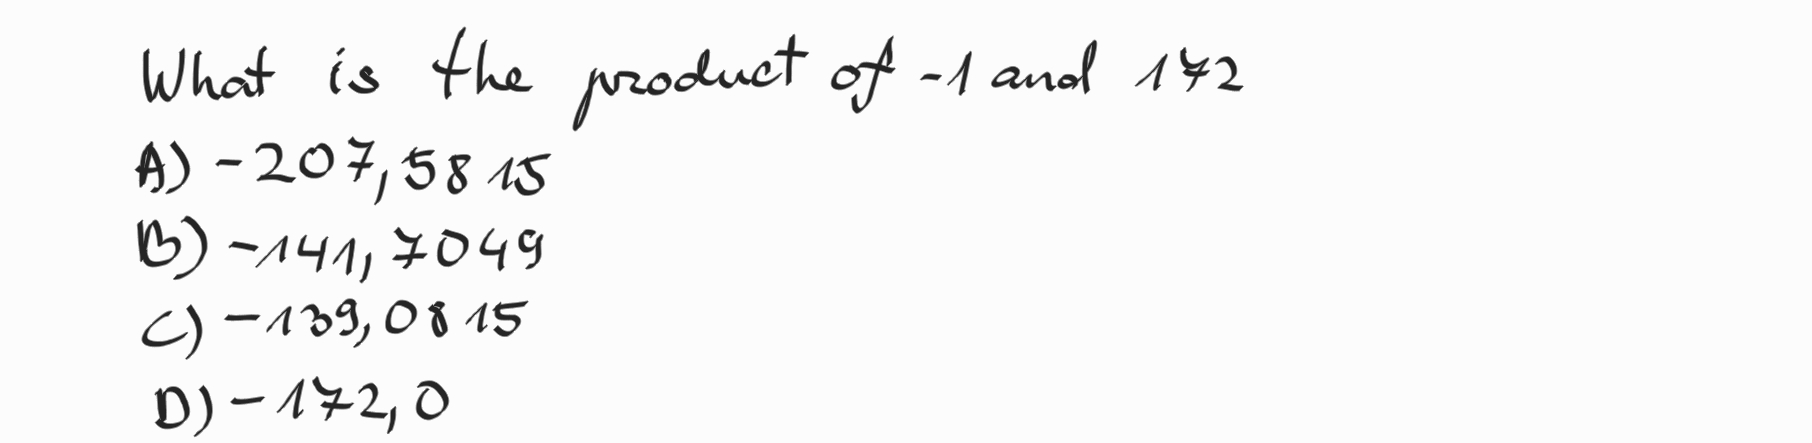 What is the product of -1 and 172
A) -207,5815
B) -141,7049
C) -139,0815
D) -172,0